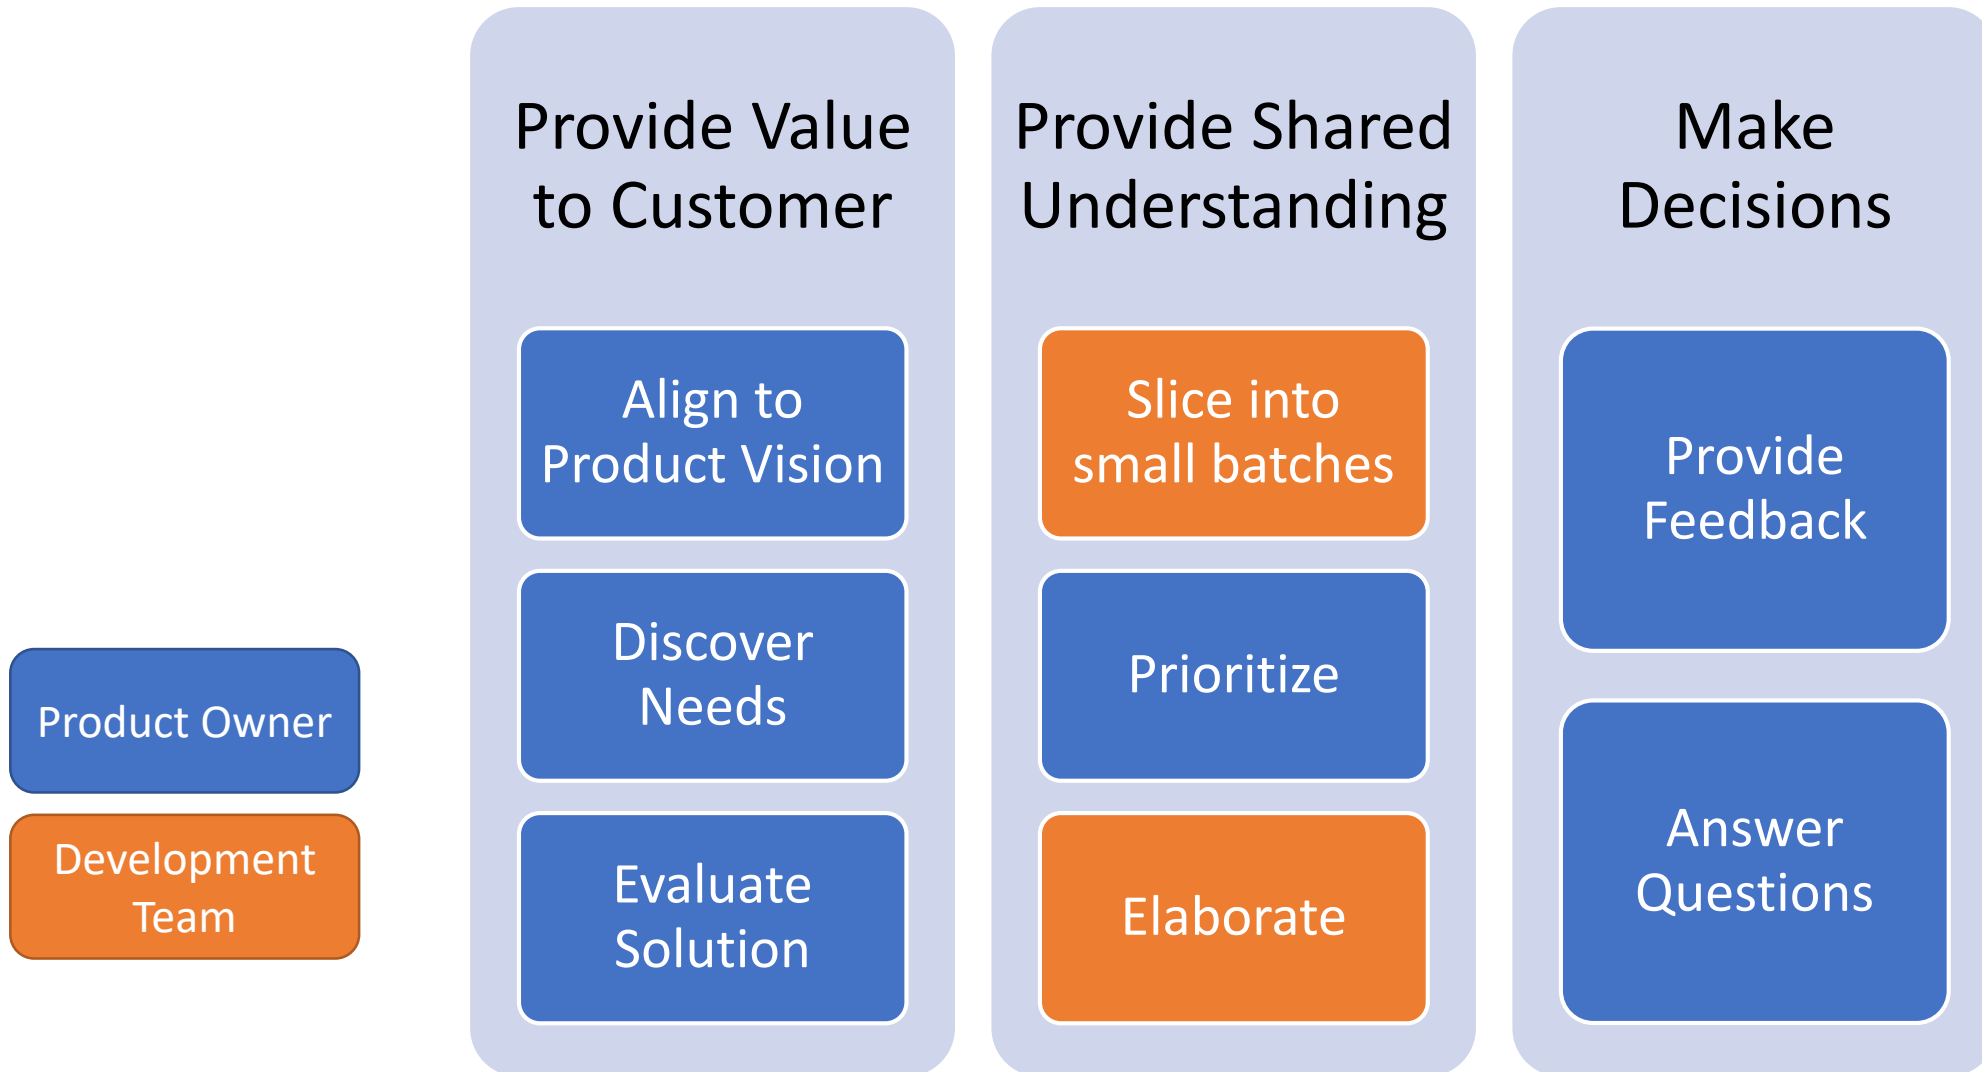 Provide Value
to Customer
Align to
Product Vision
Discover
Needs
Evaluate
Solution
Provide Shared
Understanding
Slice into
small batches
Prioritize
Elaborate
Make
Decisions
Provide
Feedback
Answer
Questions
Product Owner
Development
Team